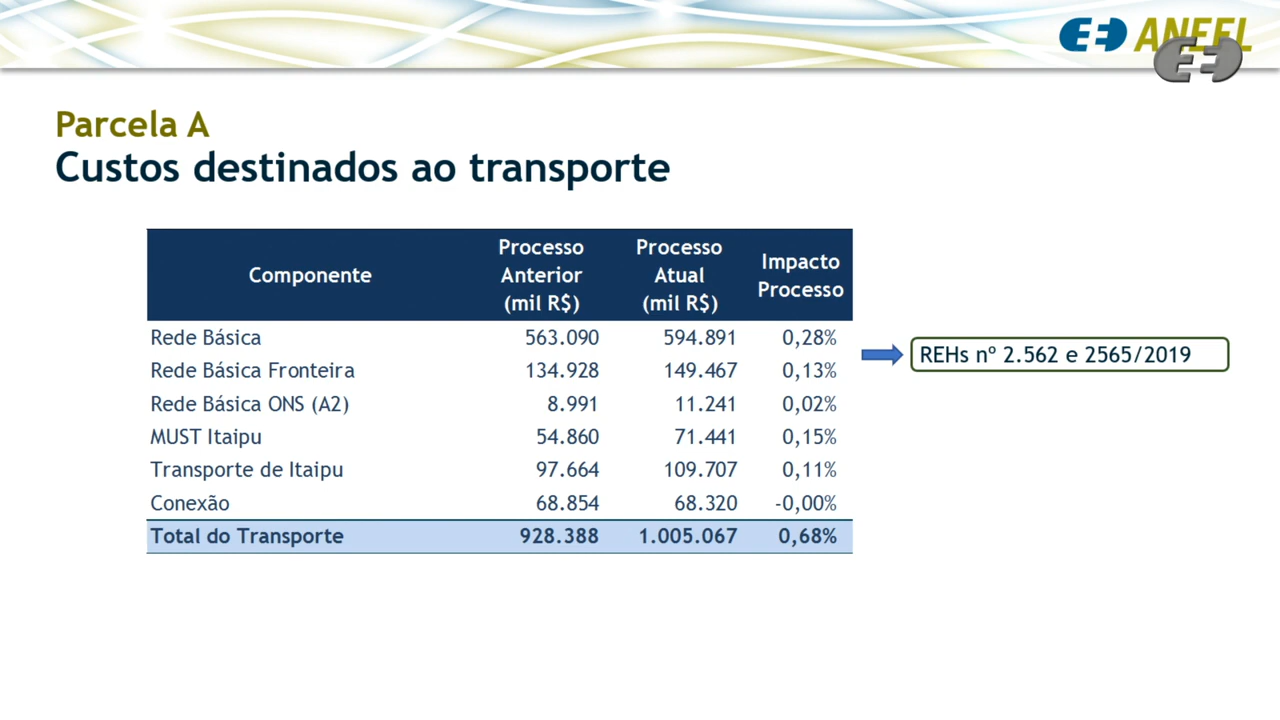 ANEEL
Parcela A
Custos destinados ao transporte
Componente Processo Anterior (mil R$) Processo Atual (mil R$) Impacto Processo
Rede Básica 563.090 594.891 0,28%
Rede Básica Fronteira 134.928 149.467 0,13%
Rede Básica ONS (A2) 8.991 11.241 0,02%
MUST Itaipu 54.860 71.441 0,15%
Transporte de Itaipu 97.664 109.707 0,11%
Conexão 68.854 68.320 -0,00%
Total do Transporte 928.388 1.005.067 0,68%
REHs nº 2.562 e 2565/2019